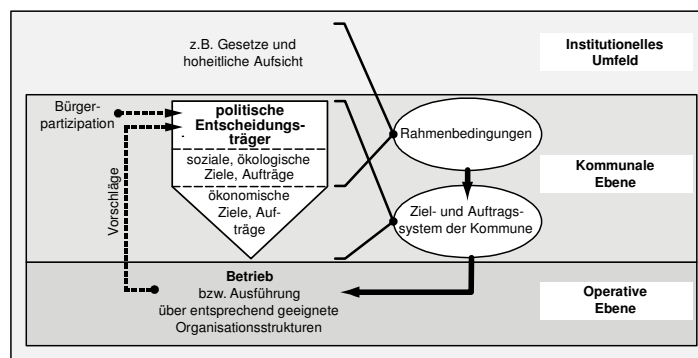 z.B. Gesetze und
hoheitliche Aufsicht
Institutionelles
Umfeld
Bürger-
partizipation
politische
Entscheidungs-
träger
soziale, ökologische
Ziele, Aufträge
ökonomische
Ziele, Auf-
träge
Rahmenbedingungen
Ziel- und Auftrags-
system der Kommune
Kommunale
Ebene
Vorschläge
Betrieb
bzw. Ausführung
über entsprechend geeignete
Organisationsstrukturen
Operative
Ebene